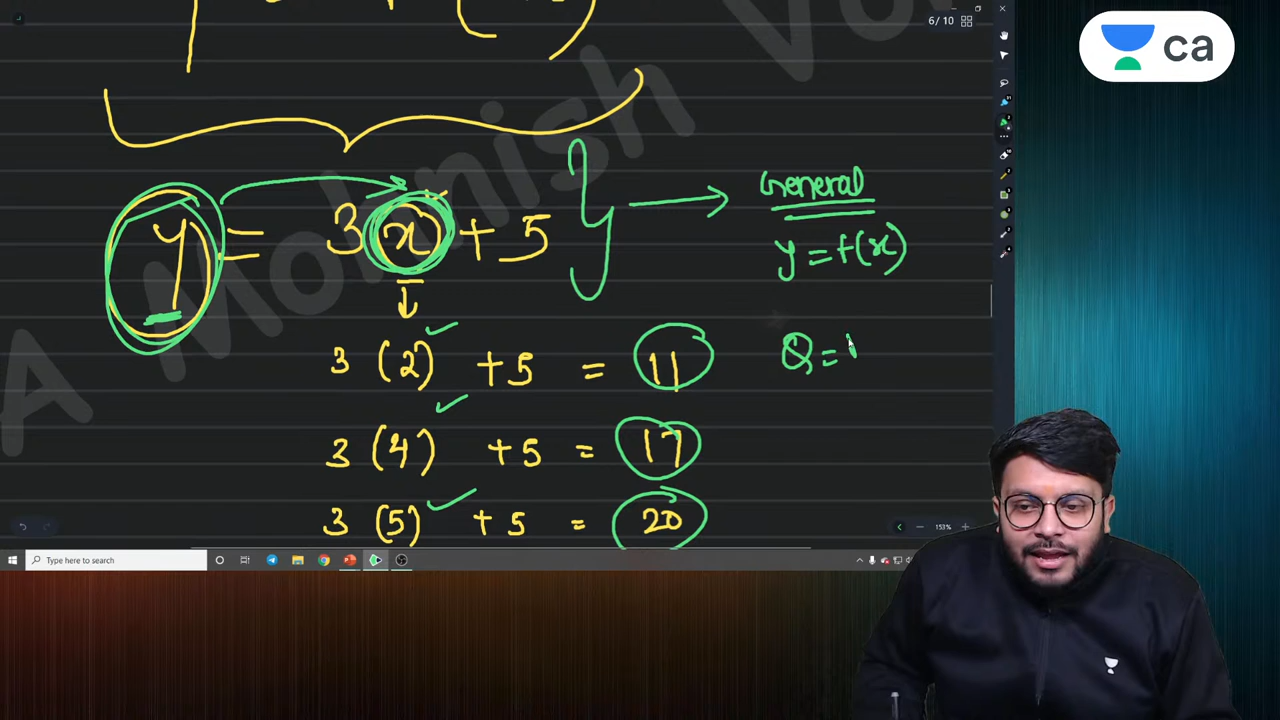 6/10
ca
General
y = 3x + 5
y = f(x)
3 (2) + 5 = 11
Q =
3 (4) + 5 = 17
3 (5) + 5 = 20
153%
Type here to search